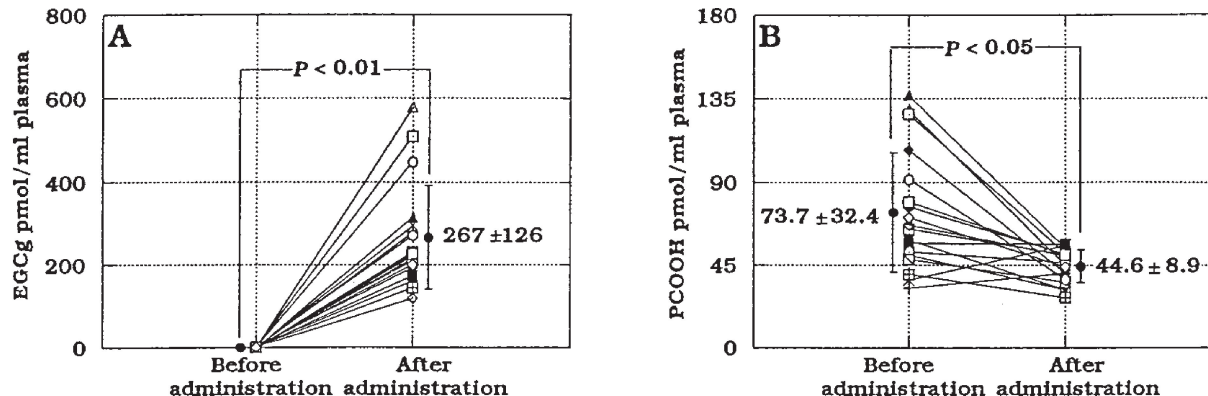 A
EGCg pmol/ml plasma
800
600
400
200
0
P < 0.01
267 ±126
Before administration
After administration
B
PCOOH pmol/ml plasma
180
135
90
45
0
P < 0.05
73.7 ±32.4
44.6 ± 8.9
Before administration
After administration